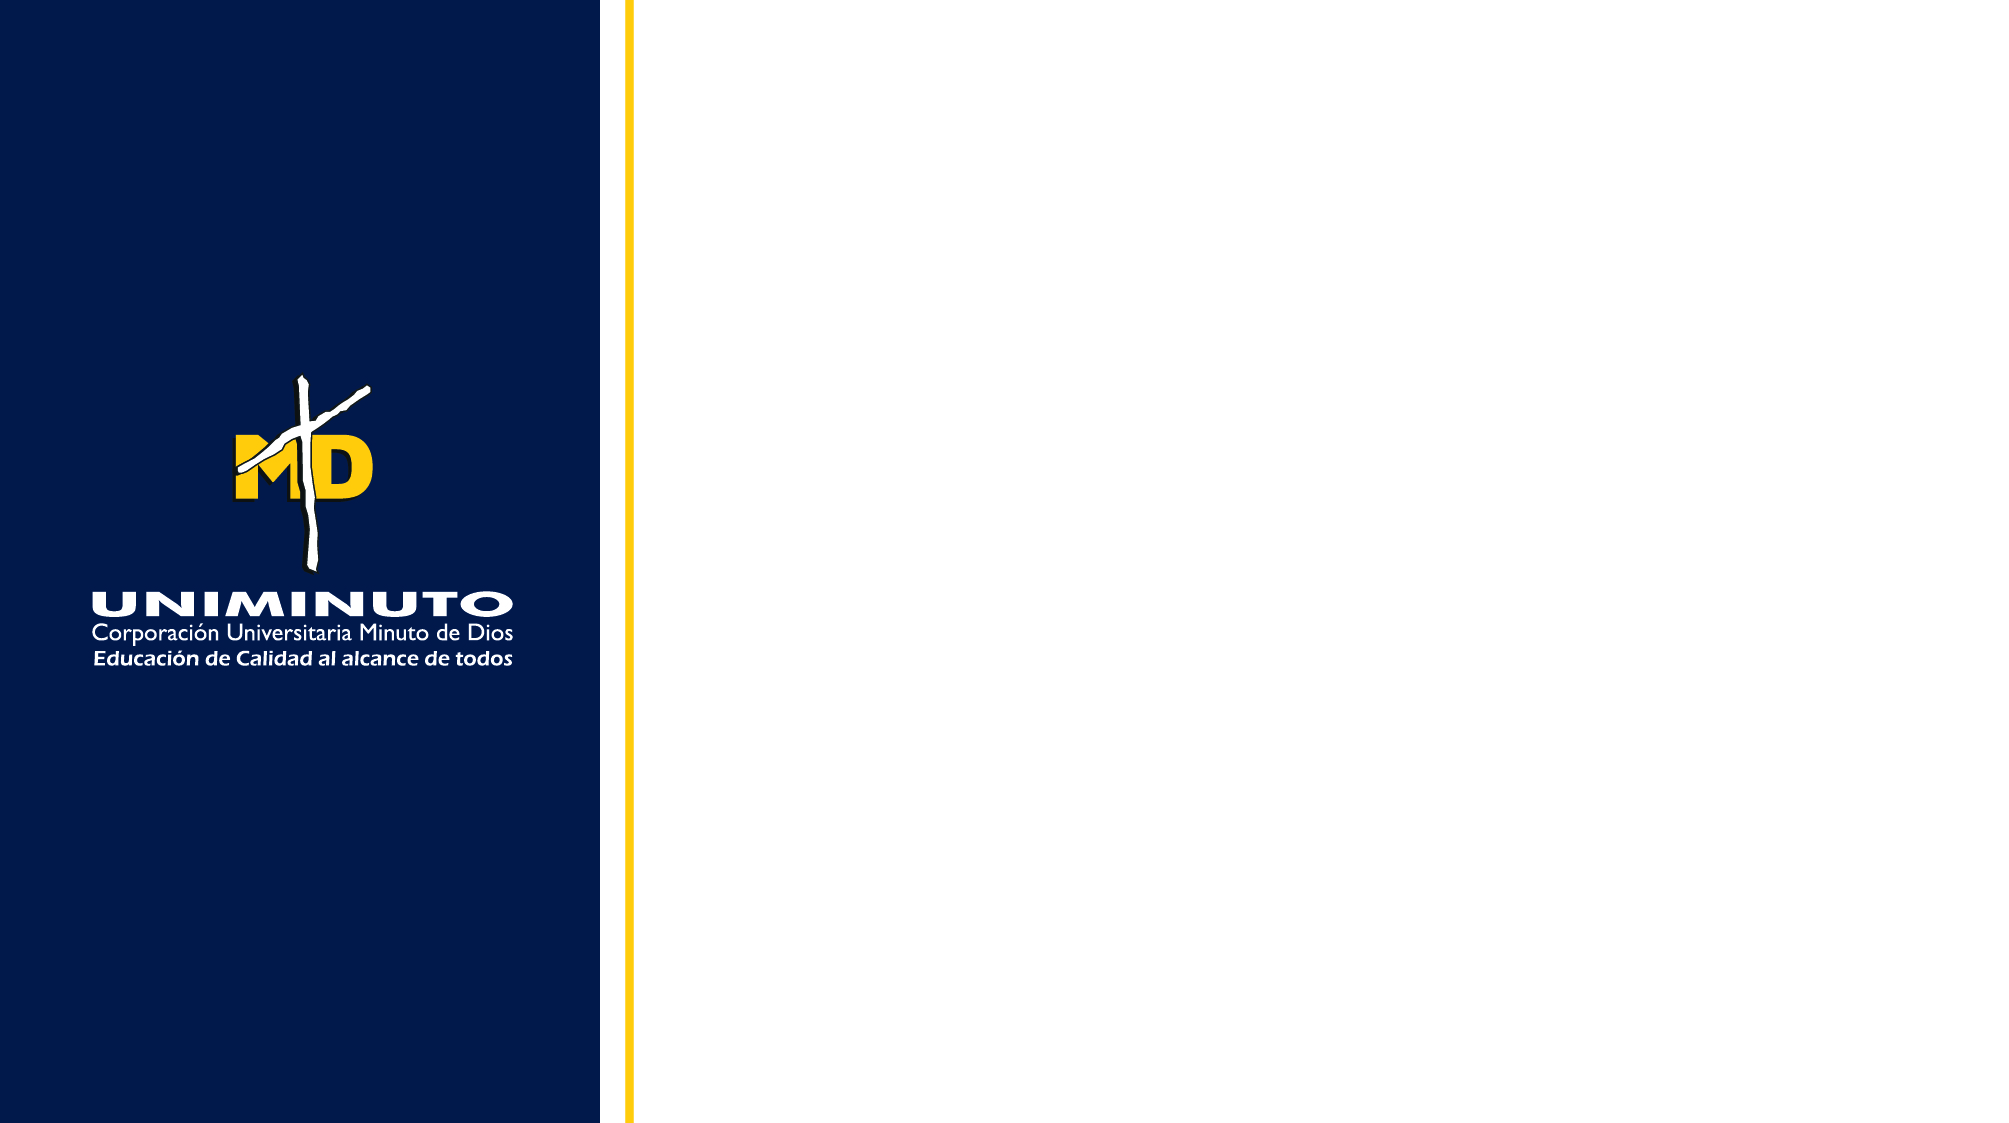 MD
UNIMINUTO
Corporación Universitaria Minuto de Dios
Educación de Calidad al alcance de todos